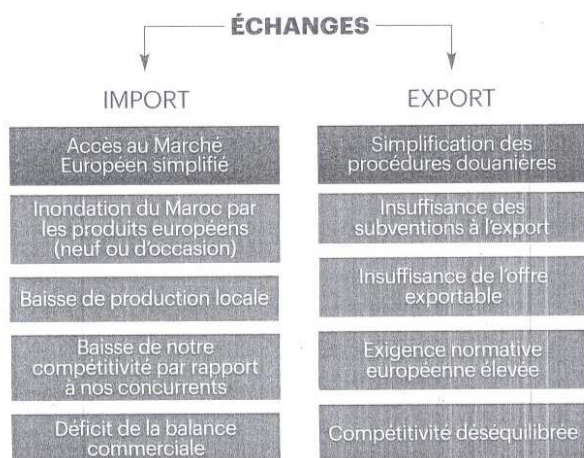 ÉCHANGES
IMPORT
Accès au Marché
Européen simplifié
Inondation du Maroc par
les produits européens
(neuf ou d'occasion)
Baisse de production locale
Baisse de notre
compétitivité par rapport
à nos concurrents
Déficit de la balance
commerciale
EXPORT
Simplification des
procédures douanières
Insuffisance des
subventions à l'export
Insuffisance de l'offre
exportable
Exigence normative
européenne élevée
Compétitivité déséquilibrée